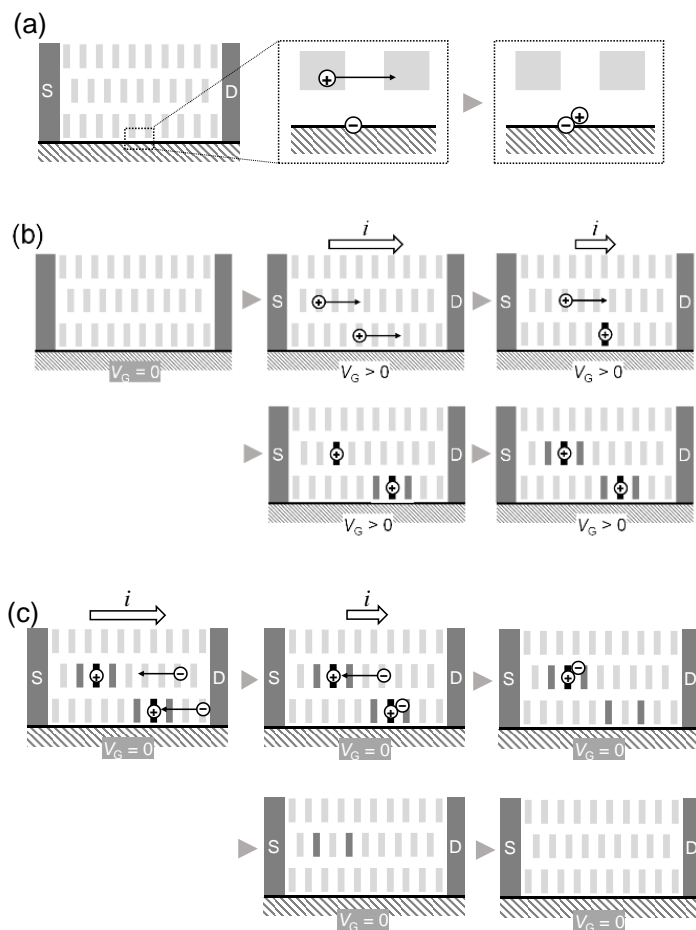 (a)
S D + −
− +
(b)
i i
S D S D
+ +
+ +
V_G = 0 V_G > 0 V_G > 0
S D S D
+ +
+ +
V_G > 0 V_G > 0
(c)
i i
S D S D S D
+ − + − + −
+ − + −
V_G = 0 V_G = 0 V_G = 0
S D S D
V_G = 0 V_G = 0